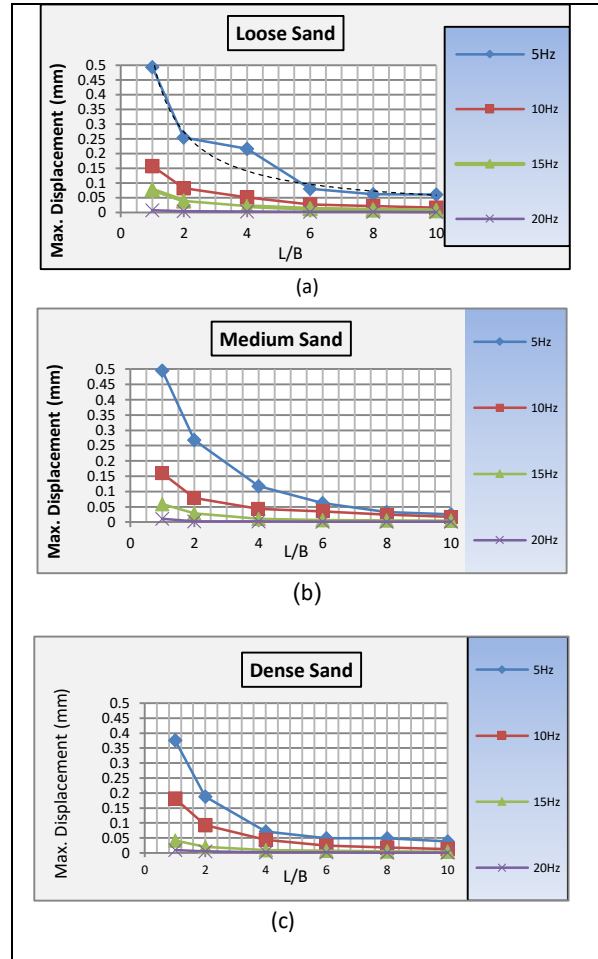 Loose Sand
Max. Displacement (mm)
0.5
0.45
0.4
0.35
0.3
0.25
0.2
0.15
0.1
0.05
0
0 2 4 6 8 10
L/B
5Hz
10Hz
15Hz
20Hz
(a)
Medium Sand
Max. Displacement (mm)
0.5
0.45
0.4
0.35
0.3
0.25
0.2
0.15
0.1
0.05
0
0 2 4 6 8 10
L/B
5Hz
10Hz
15Hz
20Hz
(b)
Dense Sand
Max. Displacement (mm)
0.5
0.45
0.4
0.35
0.3
0.25
0.2
0.15
0.1
0.05
0
0 2 4 6 8 10
L/B
5Hz
10Hz
15Hz
20Hz
(c)